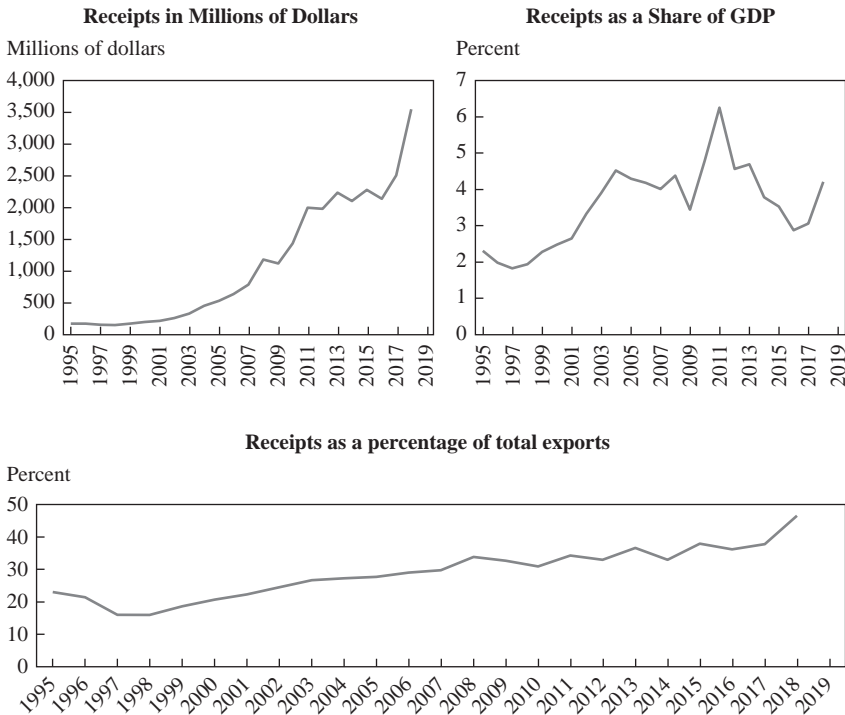 Receipts in Millions of Dollars
Millions of dollars
4,000
3,500
3,000
2,500
2,000
1,500
1,000
500
0
1995 1997 1999 2001 2003 2005 2007 2009 2011 2013 2015 2017 2019
Receipts as a Share of GDP
Percent
7
6
5
4
3
2
1
0
1995 1997 1999 2001 2003 2005 2007 2009 2011 2013 2015 2017 2019
Receipts as a percentage of total exports
Percent
50
40
30
20
10
0
1995 1996 1997 1998 1999 2000 2001 2002 2003 2004 2005 2006 2007 2008 2009 2010 2011 2012 2013 2014 2015 2016 2017 2018 2019